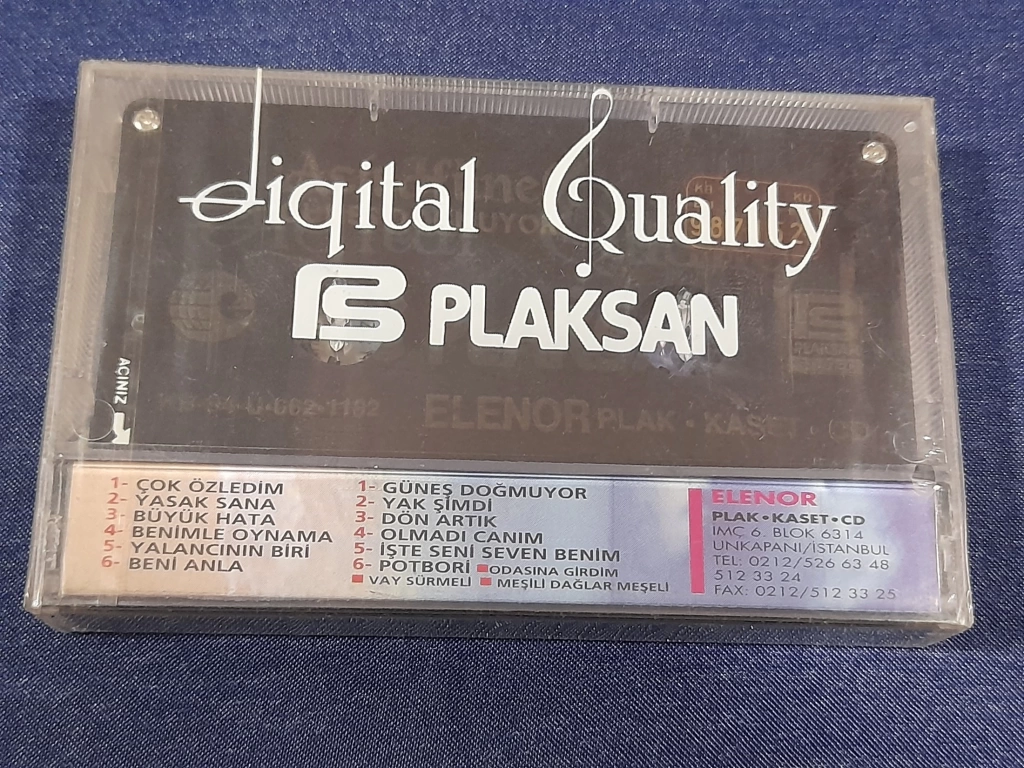 digital Quality
PLAKSAN
AÇINIZ
ELENOR PLAK • KASET • CD
1- ÇOK ÖZLEDİM
2- YASAK SANA
3- BÜYÜK HATA
4- BENİMLE OYNAMA
5- YALANCININ BİRİ
6- BENİ ANLA
1- GÜNEŞ DOĞMUYOR
2- YAK ŞİMDİ
3- DÖN ARTIK
4- OLMADI CANIM
5- İŞTE SENİ SEVEN BENİM
6- POTBORİ ■ ODASINA GİRDİM
■ VAY SÜRMELİ ■ MEŞİLİ DAĞLAR MEŞELİ
ELENOR
PLAK•KASET•CD
IMÇ 6. BLOK 6314
UNKAPANI/İSTANBUL
TEL: 0212/526 63 48
512 33 24
FAX: 0212/512 33 25